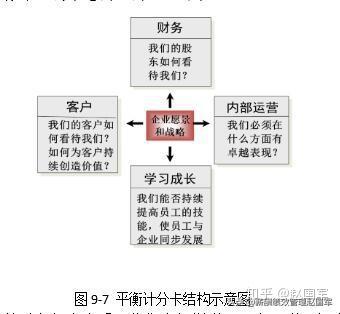 财务
我们的股
东如何看
待我们？
客户
我们的客户如
何看待我们？
如何为客户持
续创造价值？
企业愿景
和战略
内部运营
我们必须在
什么方面有
卓越表现？
学习成长
我们能否持续
提高员工的技
能，使员工与
企业同步发展
图 9-7 平衡计分卡结构示意图
知乎 @赵国军